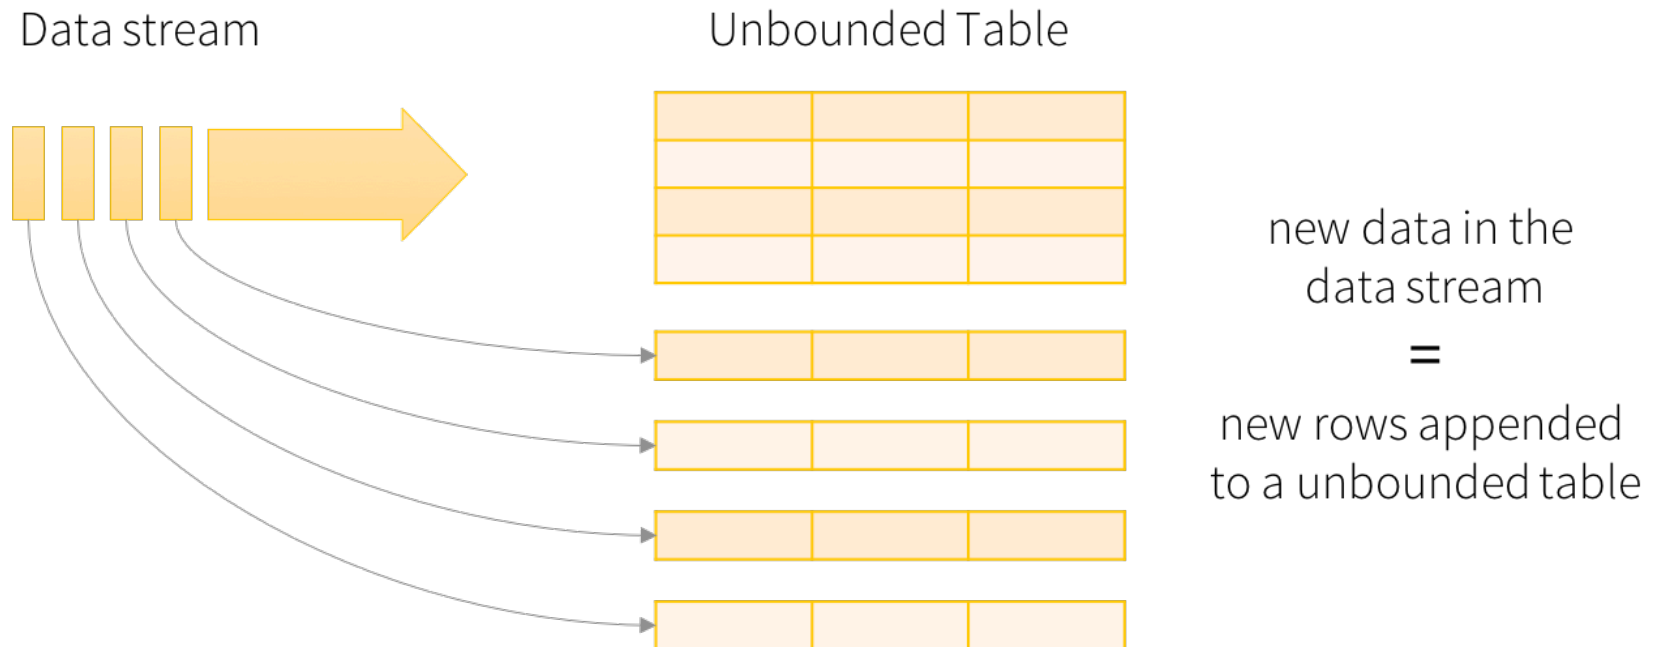 Data stream
Unbounded Table
new data in the
data stream
=
new rows appended
to a unbounded table